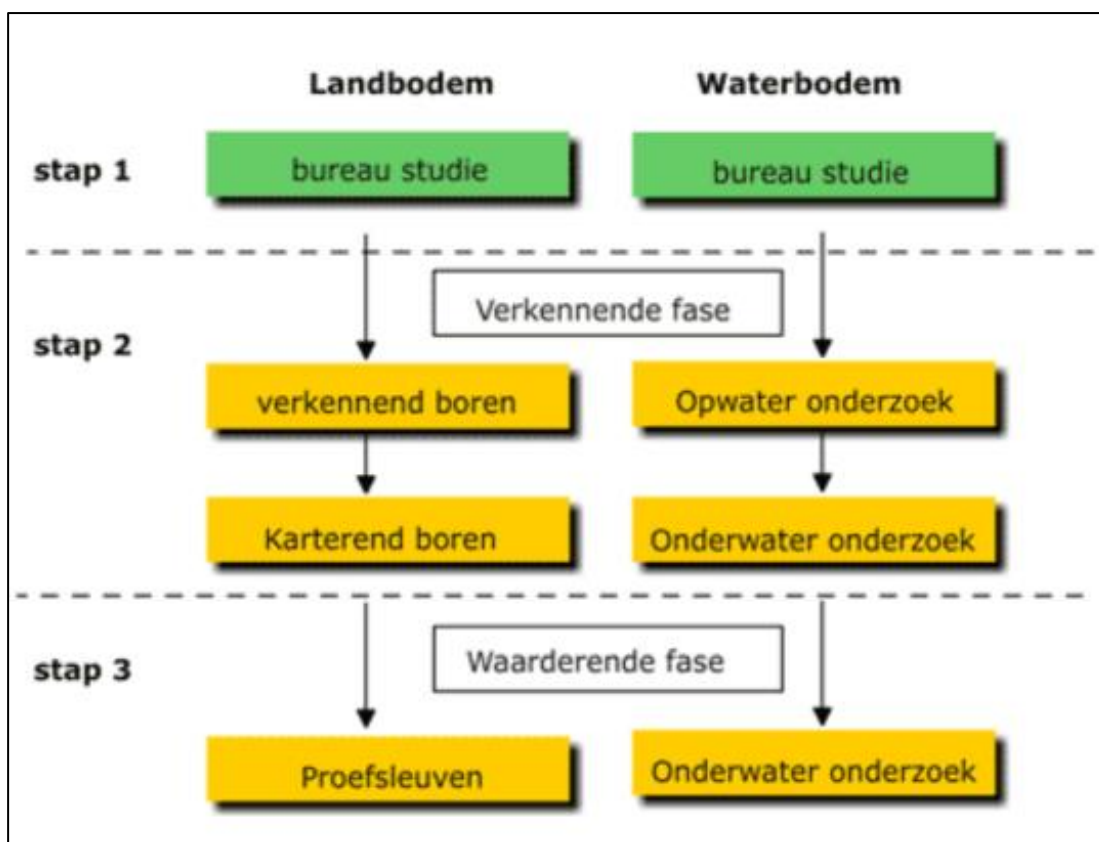 Landbodem
Waterbodem
stap 1
bureau studie
bureau studie
Verkennende fase
stap 2
verkennend boren
Opwater onderzoek
Karterend boren
Onderwater onderzoek
stap 3
Waarderende fase
Proefsleuven
Onderwater onderzoek